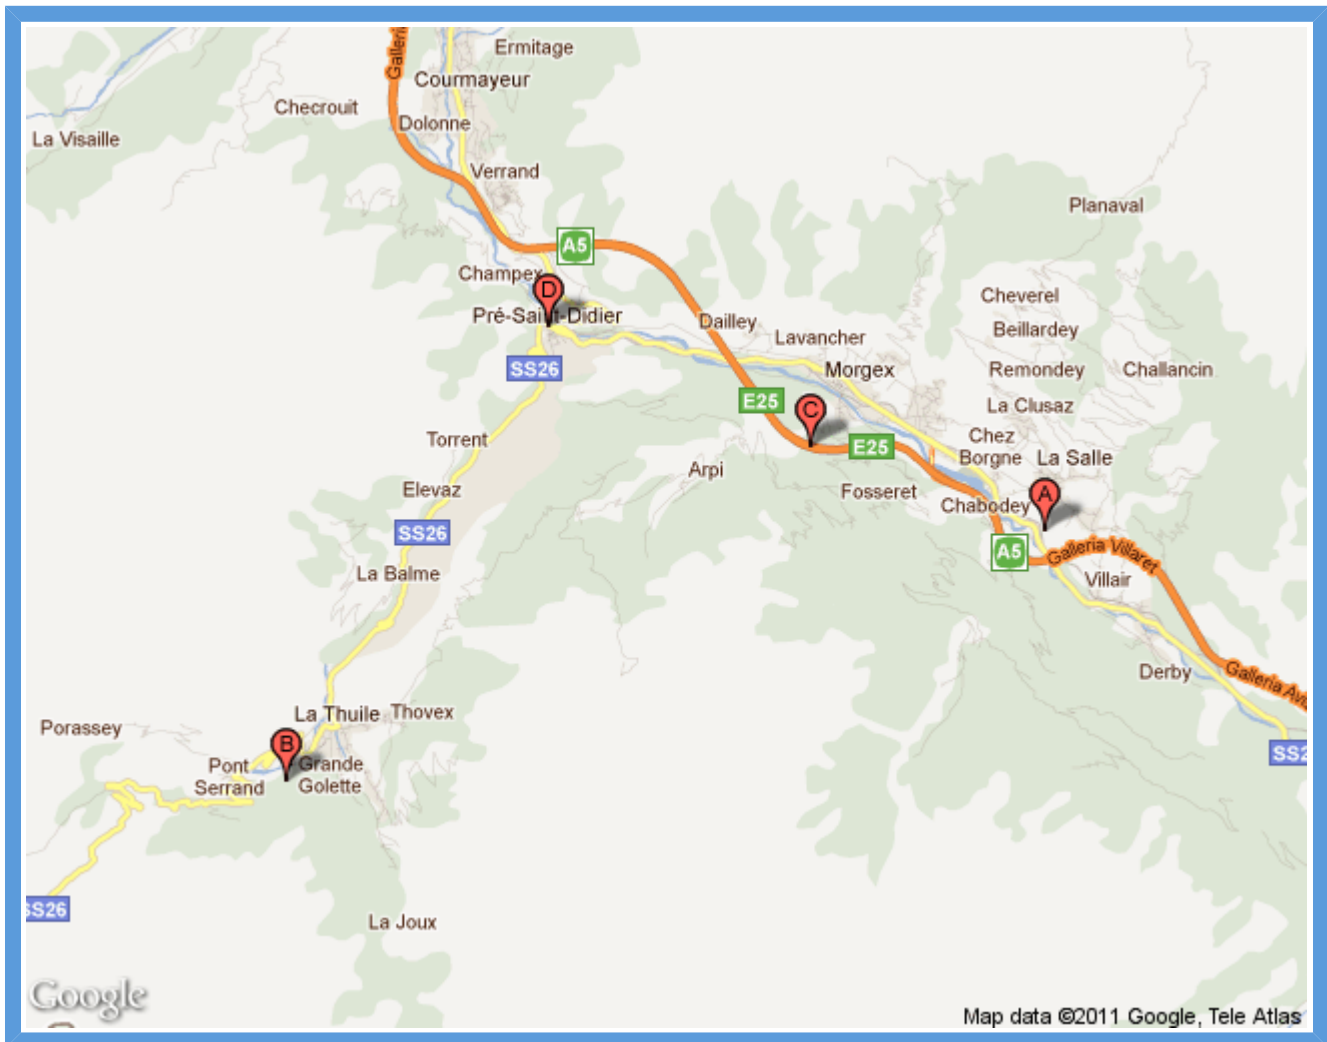 Galleri
Ermitage
Courmayeur
Checrouit
Dolonne
La Visaille
Verrand
Planaval
A5
Champex
D
Cheverel
Pré-Saint-Didier
Dailley
Beillardey
Lavancher
SS26
Morgex
Remondey
Challancin
E25
C
La Clusaz
Torrent
Chez
Borgne
E25
La Salle
Arpi
Elevaz
Fosseret
A
Chabodey
SS26
A5
Galleria Villaret
La Balme
Villair
Derby
Galleria Avi
La Thuile
Thovex
Porassey
B
SS2
Pont
Serrand
Grande
Golette
SS26
La Joux
Google
Map data ©2011 Google, Tele Atlas